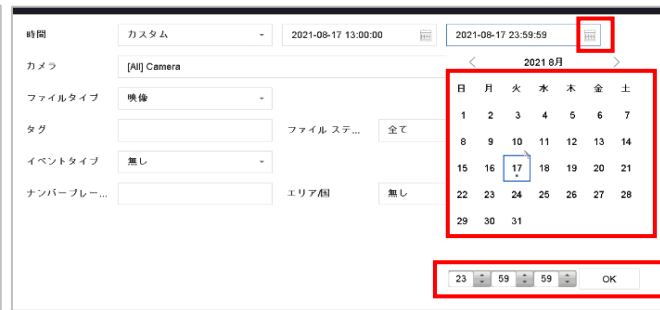 時間 カスタム 2021-08-17 13:00:00 2021-08-17 23:59:59
カメラ [All] Camera
2021 8月
ファイルタイプ 映像
日 月 火 水 木 金 土
1 2 3 4 5 6 7
タグ ファイル ステ... 全て
8 9 10 11 12 13 14
イベントタイプ 無し
15 16 17 18 19 20 21
ナンバープレー... エリア/国 無し
22 23 24 25 26 27 28
29 30 31
23 59 59 OK